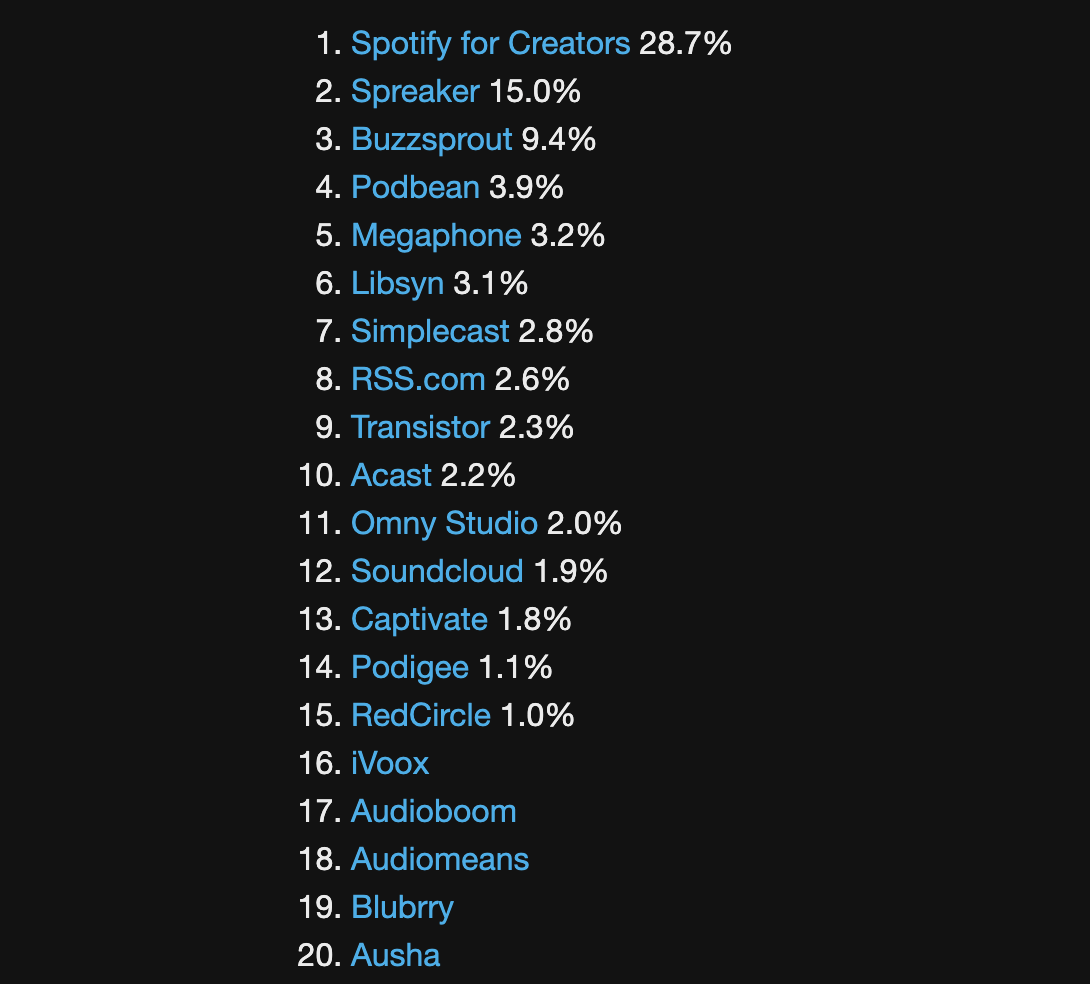 1. Spotify for Creators 28.7%
2. Spreaker 15.0%
3. Buzzsprout 9.4%
4. Podbean 3.9%
5. Megaphone 3.2%
6. Libsyn 3.1%
7. Simplecast 2.8%
8. RSS.com 2.6%
9. Transistor 2.3%
10. Acast 2.2%
11. Omny Studio 2.0%
12. Soundcloud 1.9%
13. Captivate 1.8%
14. Podigee 1.1%
15. RedCircle 1.0%
16. iVoox
17. Audioboom
18. Audiomeans
19. Blubrry
20. Ausha